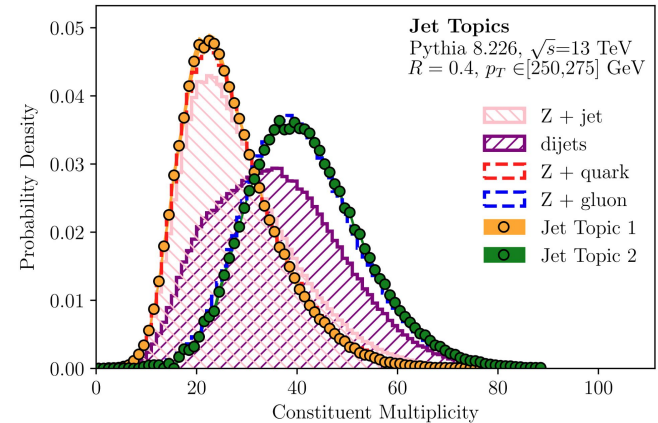 Jet Topics
Pythia 8.226, √s=13 TeV
R = 0.4, p_T ∈[250,275] GeV
Z + jet
dijets
Z + quark
Z + gluon
Jet Topic 1
Jet Topic 2
Probability Density
0.05
0.04
0.03
0.02
0.01
0.00
0 20 40 60 80 100
Constituent Multiplicity